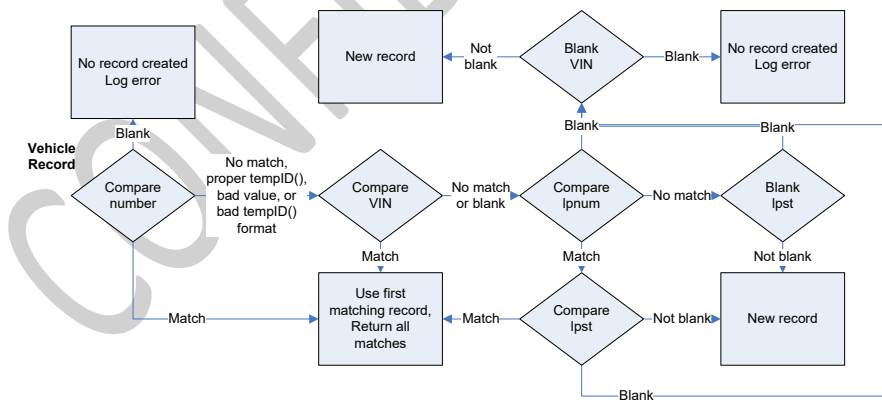 No record created
Log error
New record
Not
blank
Blank
VIN
Blank
No record created
Log error
Blank
Blank
Blank
Vehicle
Record
Compare
number
No match,
proper tempID(),
bad value, or
bad tempID()
format
Compare
VIN
No match
or blank
Compare
lpnum
No match
Blank
lpst
Match
Match
Not blank
Match
Use first
matching record,
Return all
matches
Match
Compare
lpst
Not blank
New record
Blank